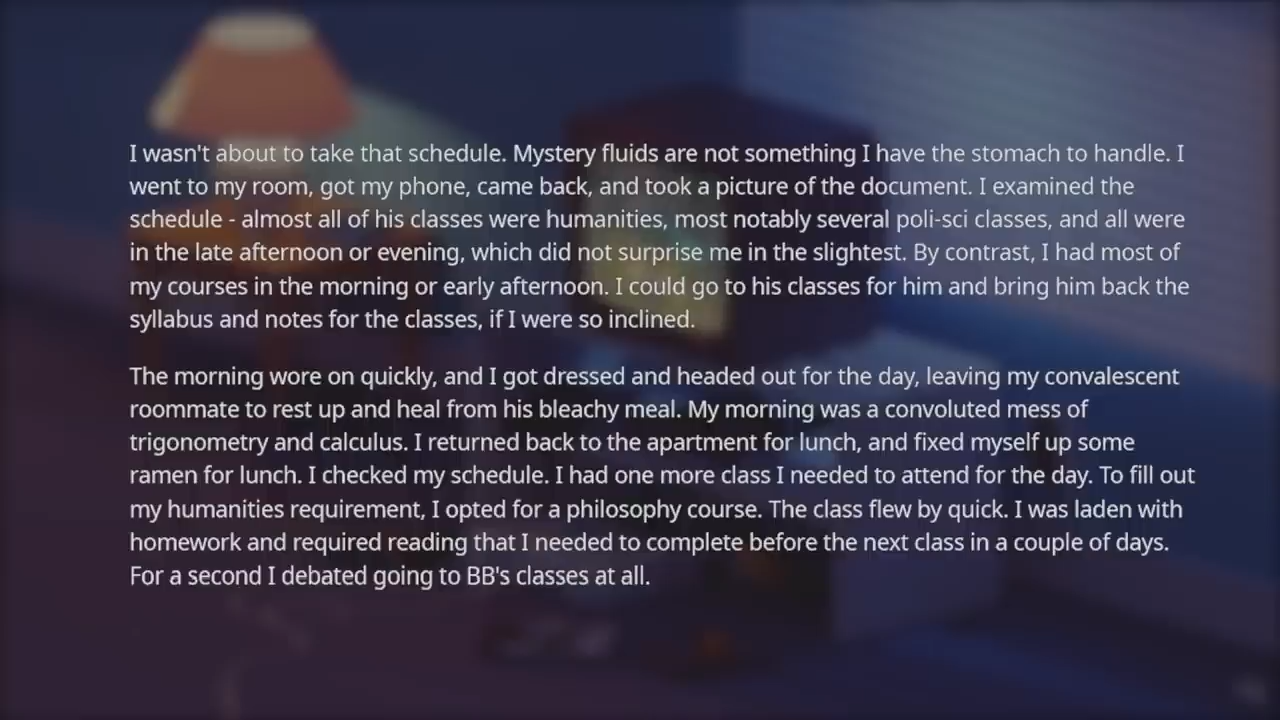 I wasn't about to take that schedule. Mystery fluids are not something I have the stomach to handle. I
went to my room, got my phone, came back, and took a picture of the document. I examined the
schedule - almost all of his classes were humanities, most notably several poli-sci classes, and all were
in the late afternoon or evening, which did not surprise me in the slightest. By contrast, I had most of
my courses in the morning or early afternoon. I could go to his classes for him and bring him back the
syllabus and notes for the classes, if I were so inclined.
The morning wore on quickly, and I got dressed and headed out for the day, leaving my convalescent
roommate to rest up and heal from his bleachy meal. My morning was a convoluted mess of
trigonometry and calculus. I returned back to the apartment for lunch, and fixed myself up some
ramen for lunch. I checked my schedule. I had one more class I needed to attend for the day. To fill out
my humanities requirement, I opted for a philosophy course. The class flew by quick. I was laden with
homework and required reading that I needed to complete before the next class in a couple of days.
For a second I debated going to BB's classes at all.